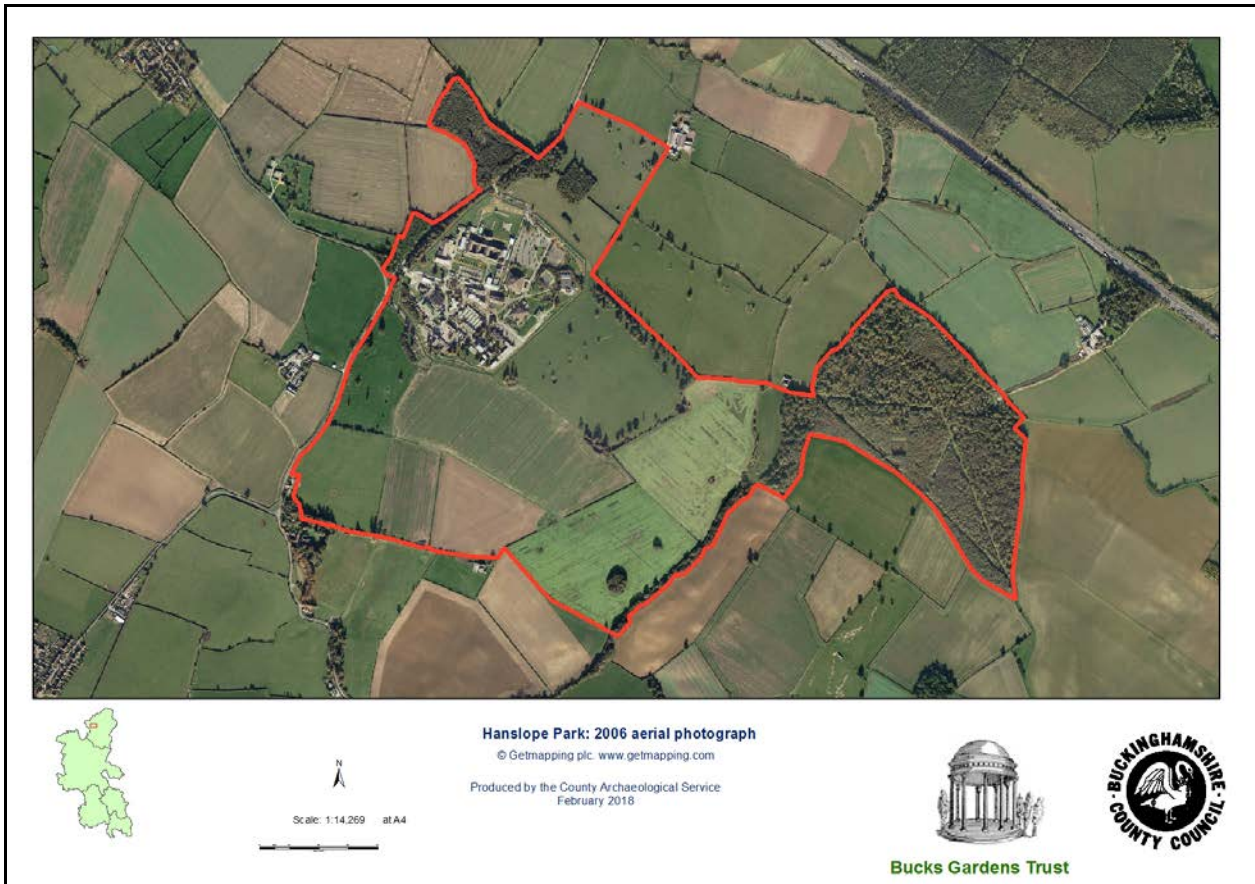 Hanslope Park: 2006 aerial photograph
© Getmapping plc. www.getmapping.com
Produced by the County Archaeological Service
February 2018
N
Scale: 1:14,269 at A4
Bucks Gardens Trust
BUCKINGHAMSHIRE
COUNTY COUNCIL